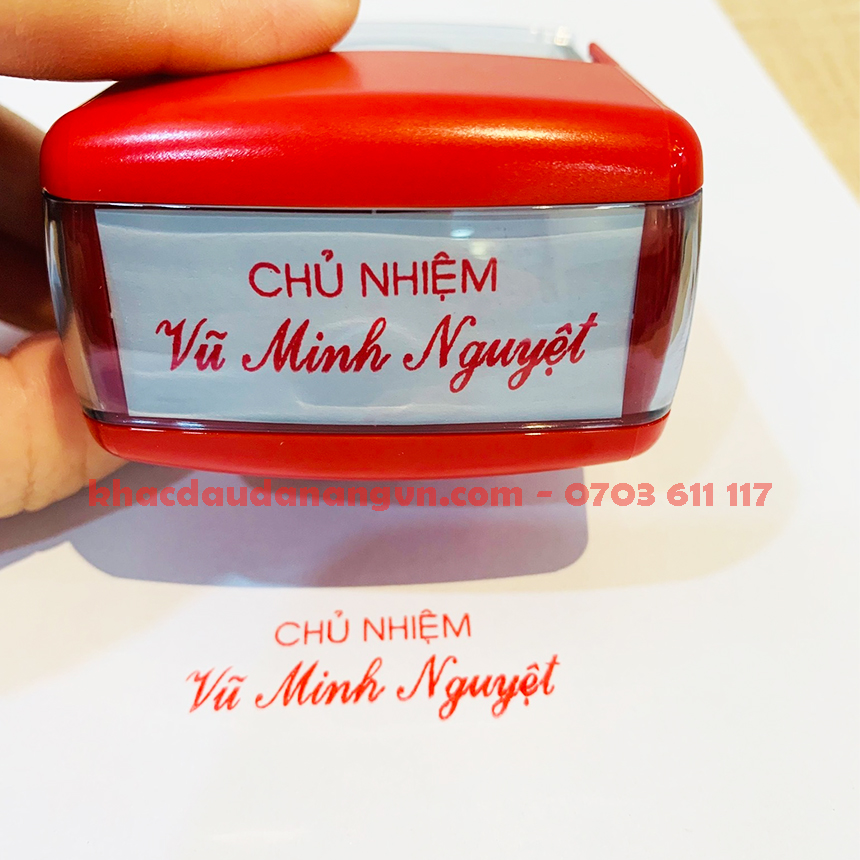 CHỦ NHIỆM
Vũ Minh Nguyệt
khacdaudanangvn.com - 0703 611 117
CHỦ NHIỆM
Vũ Minh Nguyệt